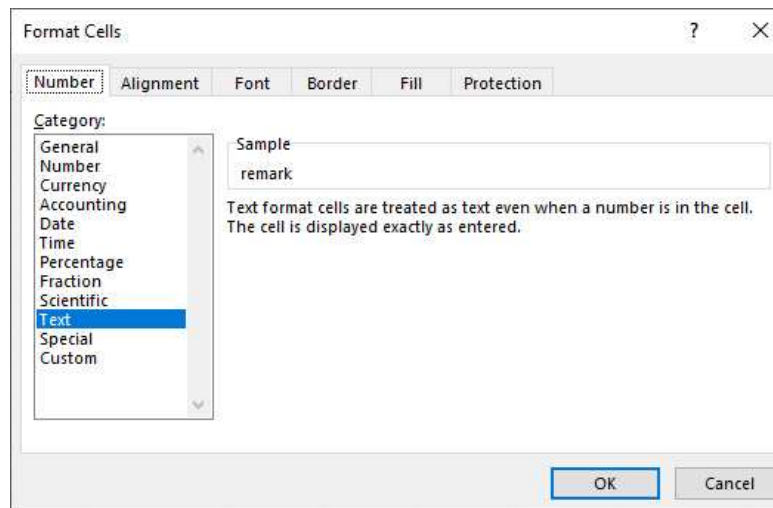 Format Cells ?
Number Alignment Font Border Fill Protection
Category:
General
Number
Currency
Accounting
Date
Time
Percentage
Fraction
Scientific
Text
Special
Custom
Sample
remark
Text format cells are treated as text even when a number is in the cell.
The cell is displayed exactly as entered.
OK Cancel